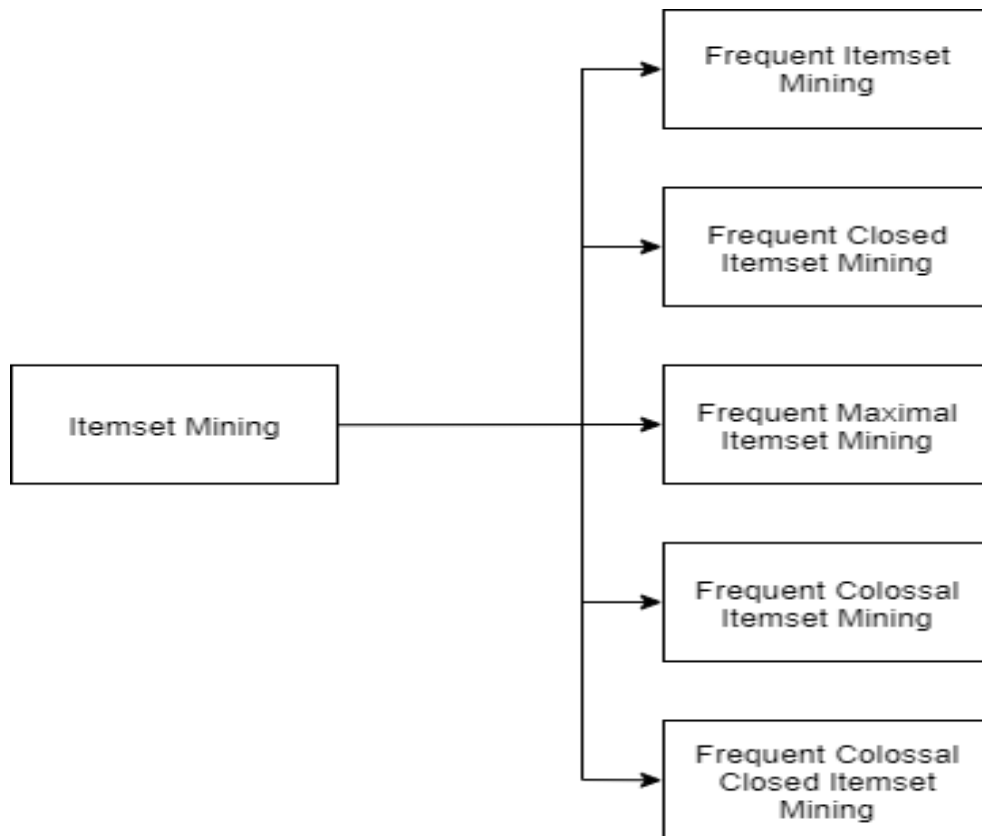 Frequent Itemset
Mining
Frequent Closed
Itemset Mining
Itemset Mining
Frequent Maximal
Itemset Mining
Frequent Colossal
Itemset Mining
Frequent Colossal
Closed Itemset
Mining